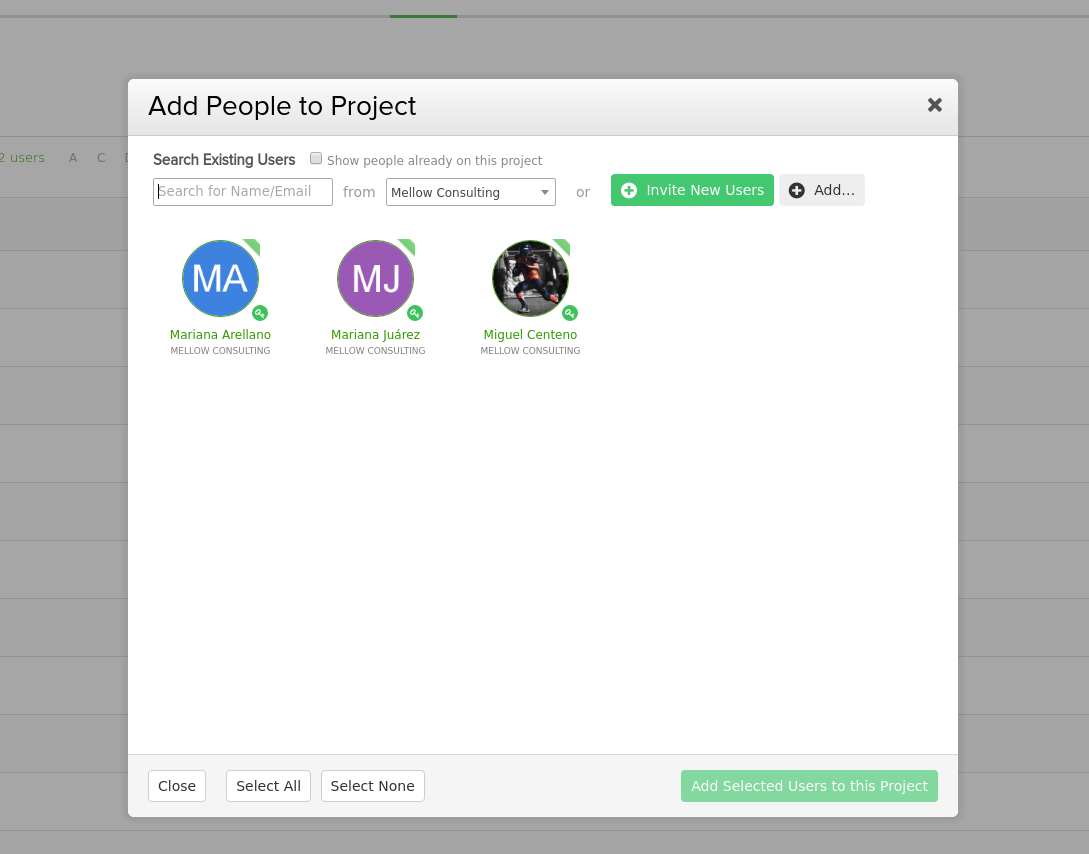 2 users A C
Add People to Project
Search Existing Users Show people already on this project
Search for Name/Email from Mellow Consulting or Invite New Users Add...
MA MJ
Mariana Arellano Mariana Juárez Miguel Centeno
MELLOW CONSULTING MELLOW CONSULTING MELLOW CONSULTING
Close Select All Select None Add Selected Users to this Project